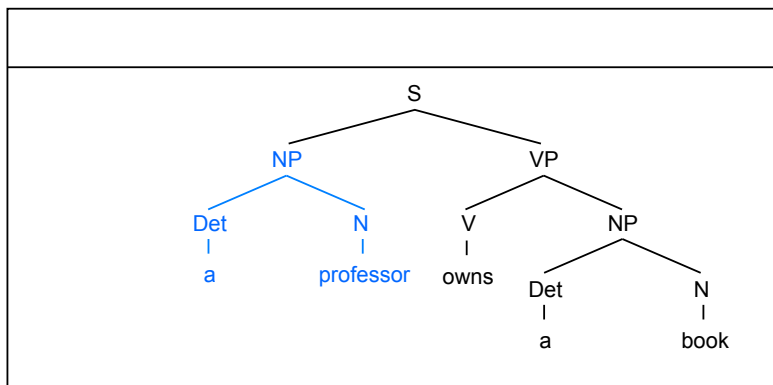 S
NP VP
Det N V NP
a professor owns
Det N
a book